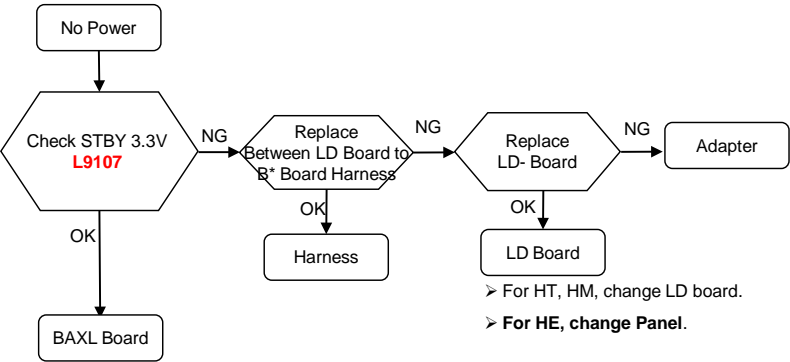 No Power
Check STBY 3.3V
L9107
NG
Replace
Between LD Board to
B* Board Harness
NG
Replace
LD- Board
NG
Adapter
OK
OK
OK
Harness
LD Board
BAXL Board
➢ For HT, HM, change LD board.
➢ For HE, change Panel.